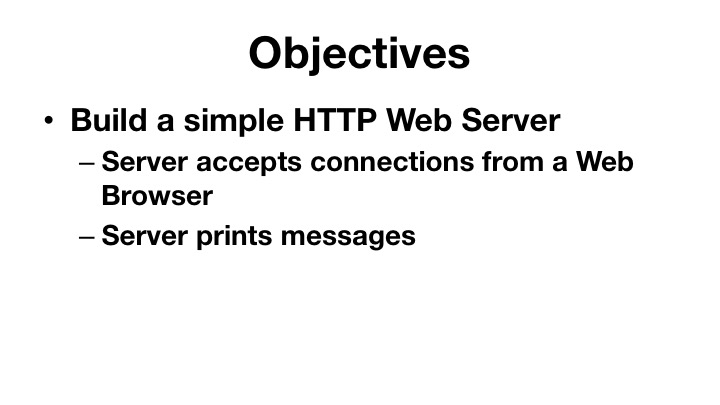 Objectives
• Build a simple HTTP Web Server
– Server accepts connections from a Web
Browser
– Server prints messages